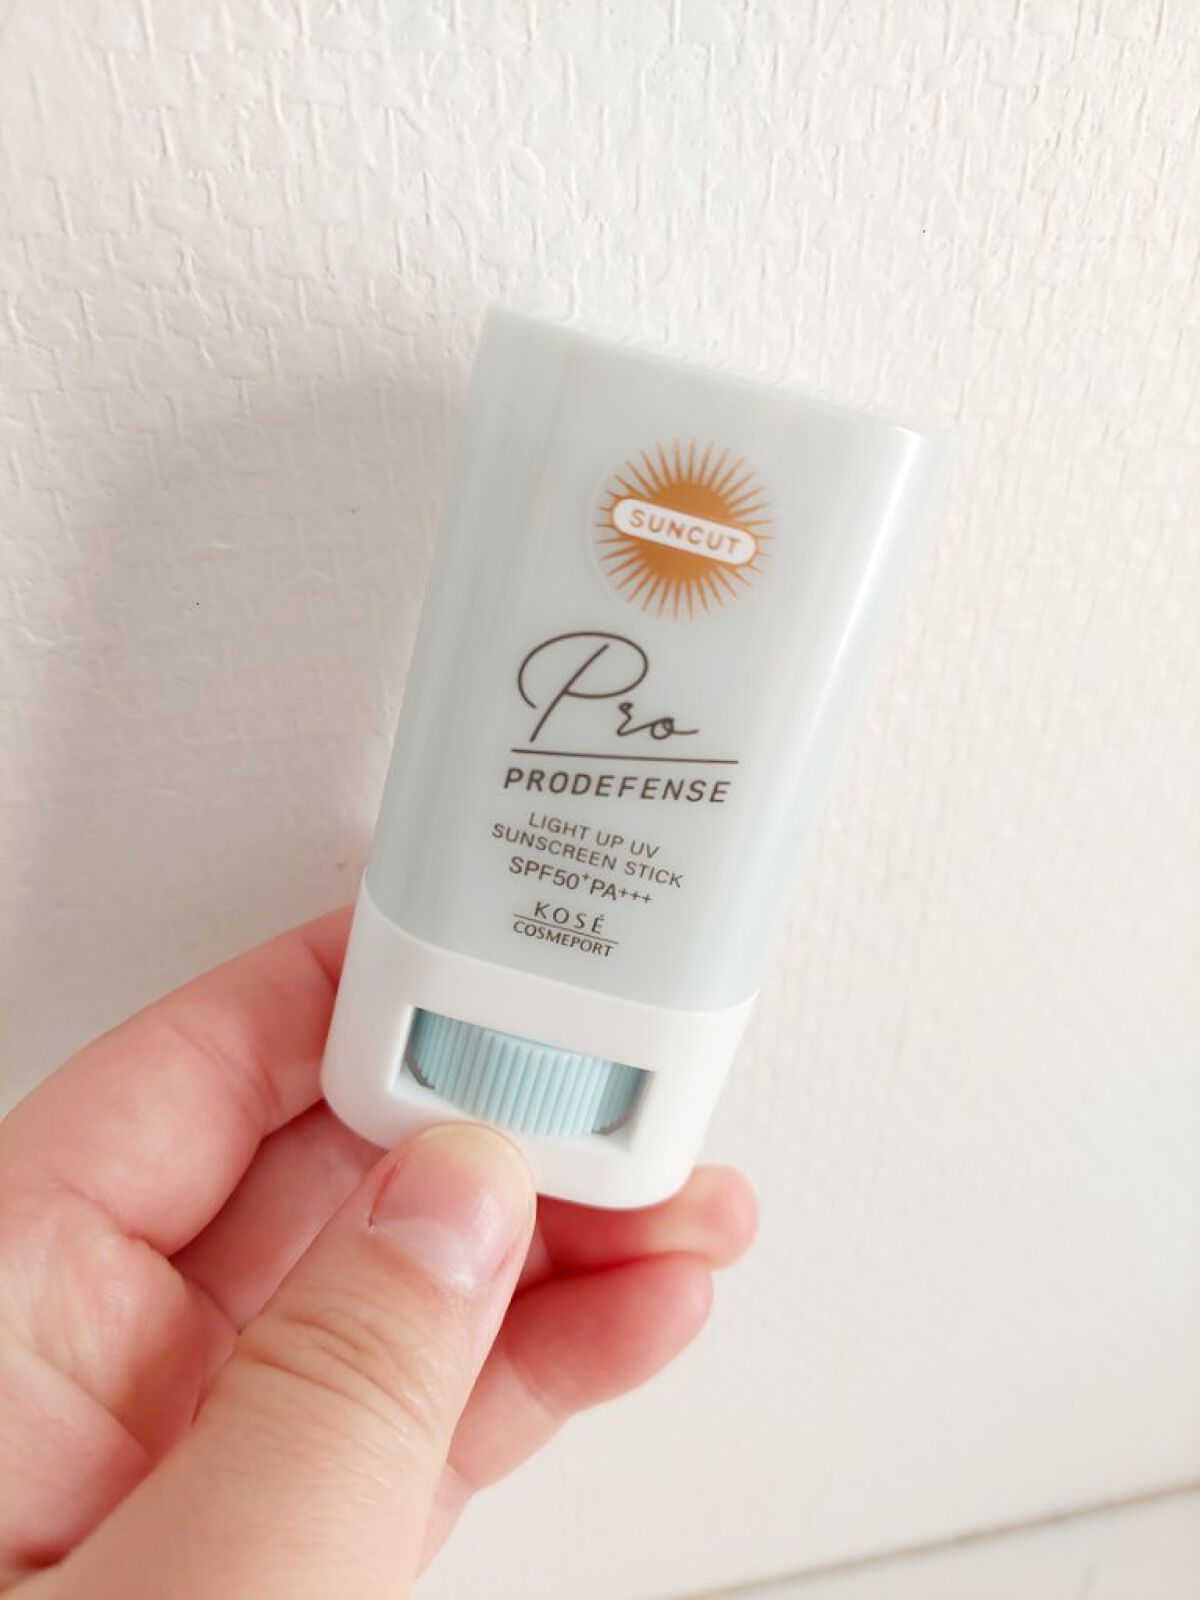 SUNCUT
Pro
PRODEFENSE
LIGHT UP UV
SUNSCREEN STICK
SPF50+PA+++
KOSÉ
COSMEPORT